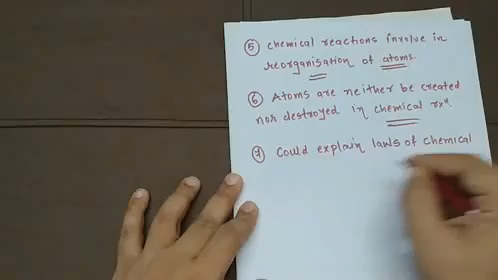 ⑤ chemical reactions involve in
reorganisation of atoms.
⑥ Atoms are neither be created
nor destroyed in chemical rxⁿ
⑦ Could explain laws of chemical